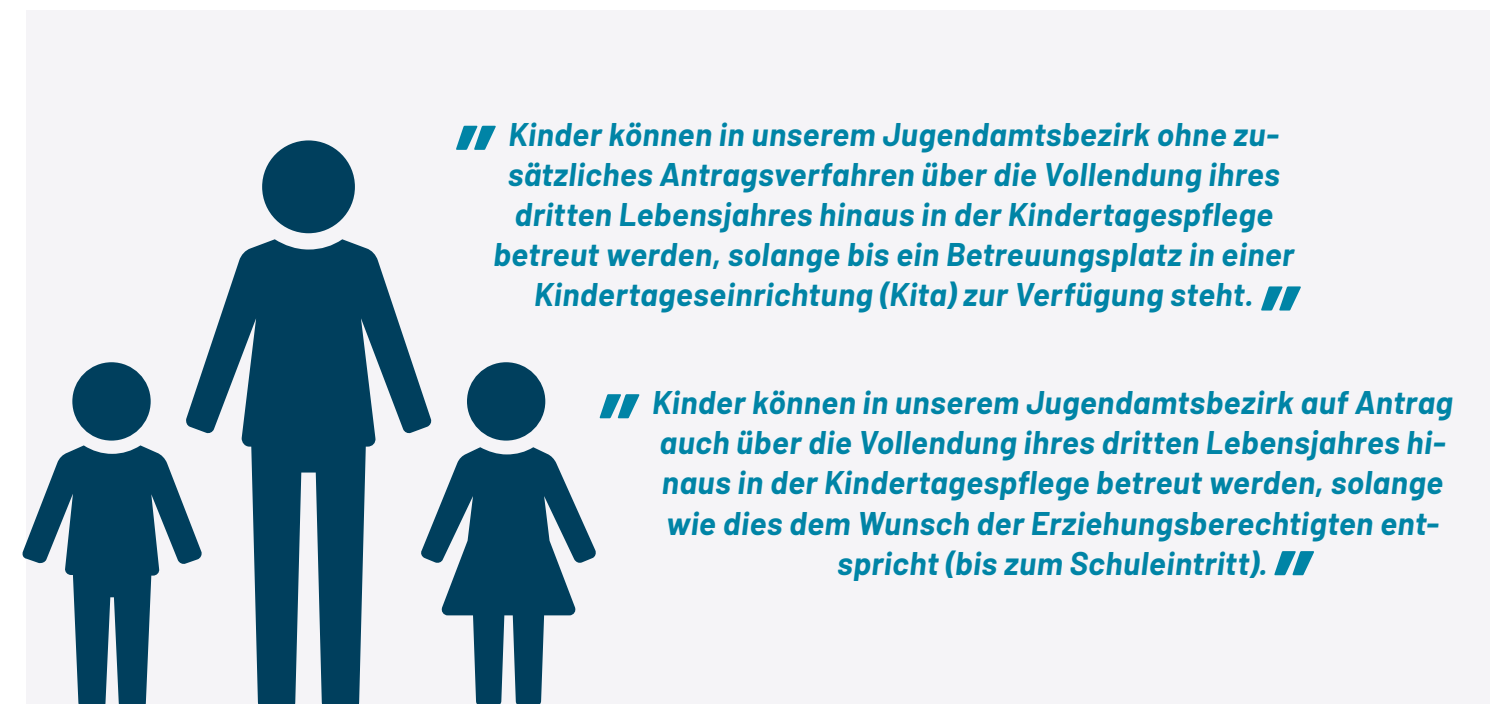 " Kinder können in unserem Jugendamtsbezirk ohne zu-
sätzliches Antragsverfahren über die Vollendung ihres
dritten Lebensjahres hinaus in der Kindertagespflege
betreut werden, solange bis ein Betreuungsplatz in einer
Kindertageseinrichtung (Kita) zur Verfügung steht. "
" Kinder können in unserem Jugendamtsbezirk auf Antrag
auch über die Vollendung ihres dritten Lebensjahres hi-
naus in der Kindertagespflege betreut werden, solange
wie dies dem Wunsch der Erziehungsberechtigten ent-
spricht (bis zum Schuleintritt). "